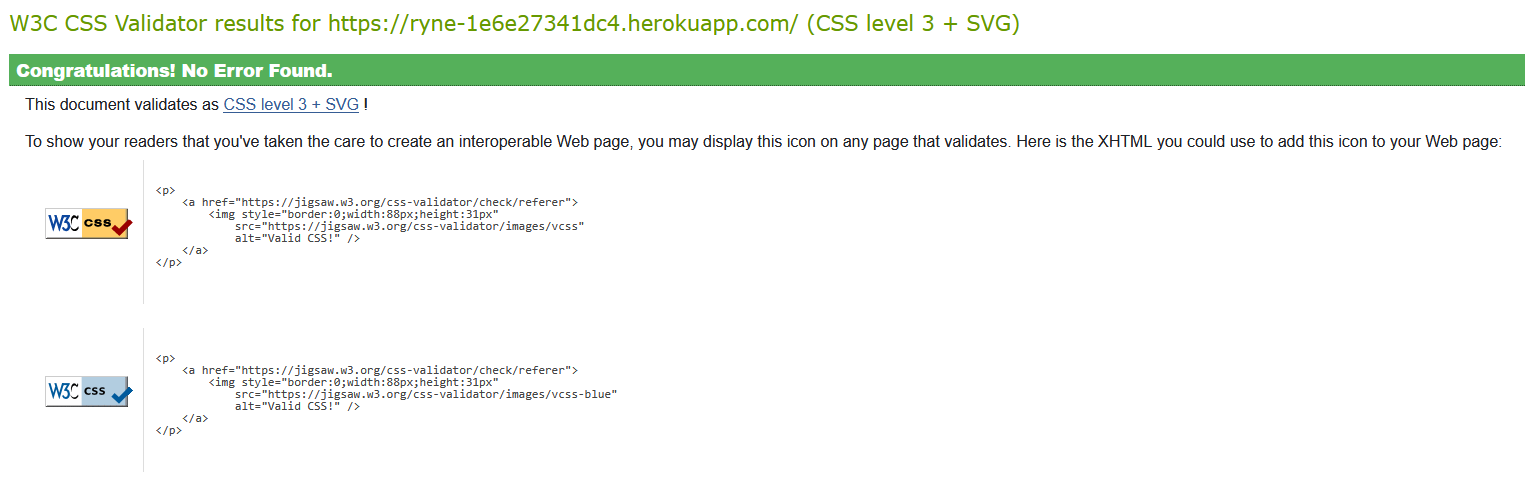 W3C CSS Validator results for https://ryne-1e6e27341dc4.herokuapp.com/ (CSS level 3 + SVG)
Congratulations! No Error Found.
This document validates as CSS level 3 + SVG !
To show your readers that you've taken the care to create an interoperable Web page, you may display this icon on any page that validates. Here is the XHTML you could use to add this icon to your Web page:
W3C css
<p>
    <a href="https://jigsaw.w3.org/css-validator/check/referer">
        <img style="border:0;width:88px;height:31px"
            src="https://jigsaw.w3.org/css-validator/images/vcss"
            alt="Valid CSS!" />
    </a>
</p>
W3C css
<p>
    <a href="https://jigsaw.w3.org/css-validator/check/referer">
        <img style="border:0;width:88px;height:31px"
            src="https://jigsaw.w3.org/css-validator/images/vcss-blue"
            alt="Valid CSS!" />
    </a>
</p>